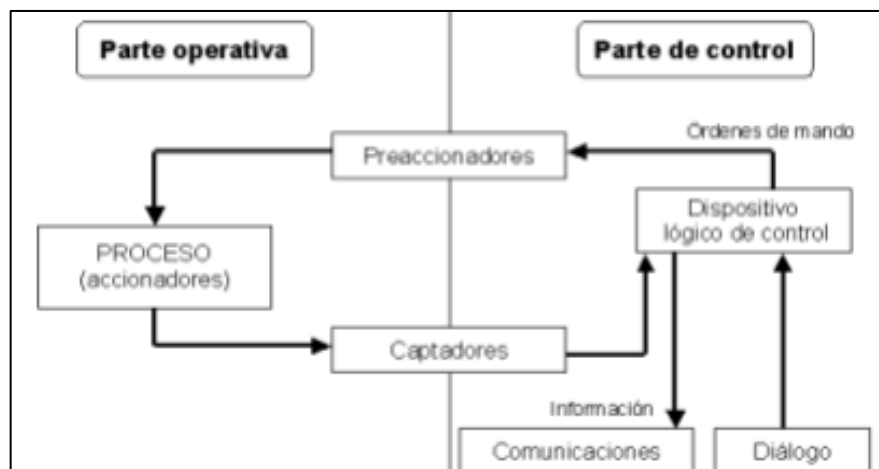 Parte operativa
Parte de control
Órdenes de mando
Preaccionadores
Dispositivo
lógico de control
PROCESO
(accionadores)
Captadores
Información
Comunicaciones
Diálogo